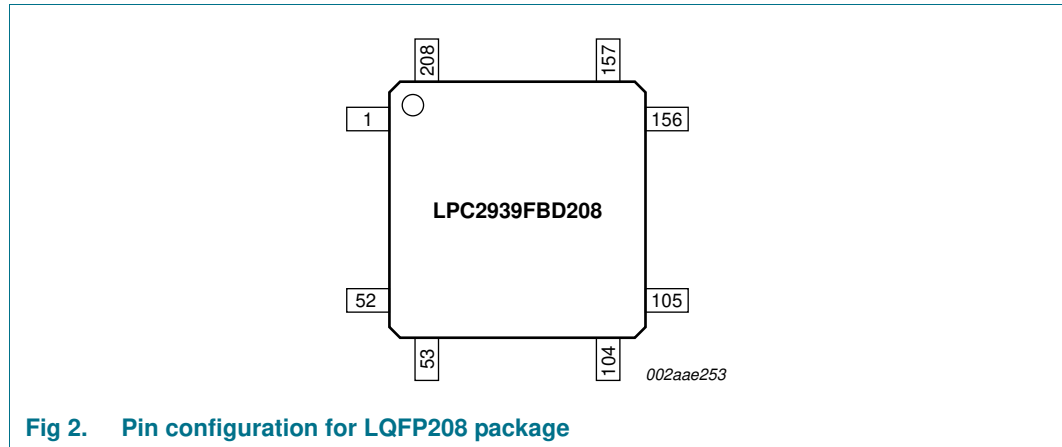 208
157
1
156
LPC2939FBD208
52
105
53
104
002aae253
Fig 2. Pin configuration for LQFP208 package